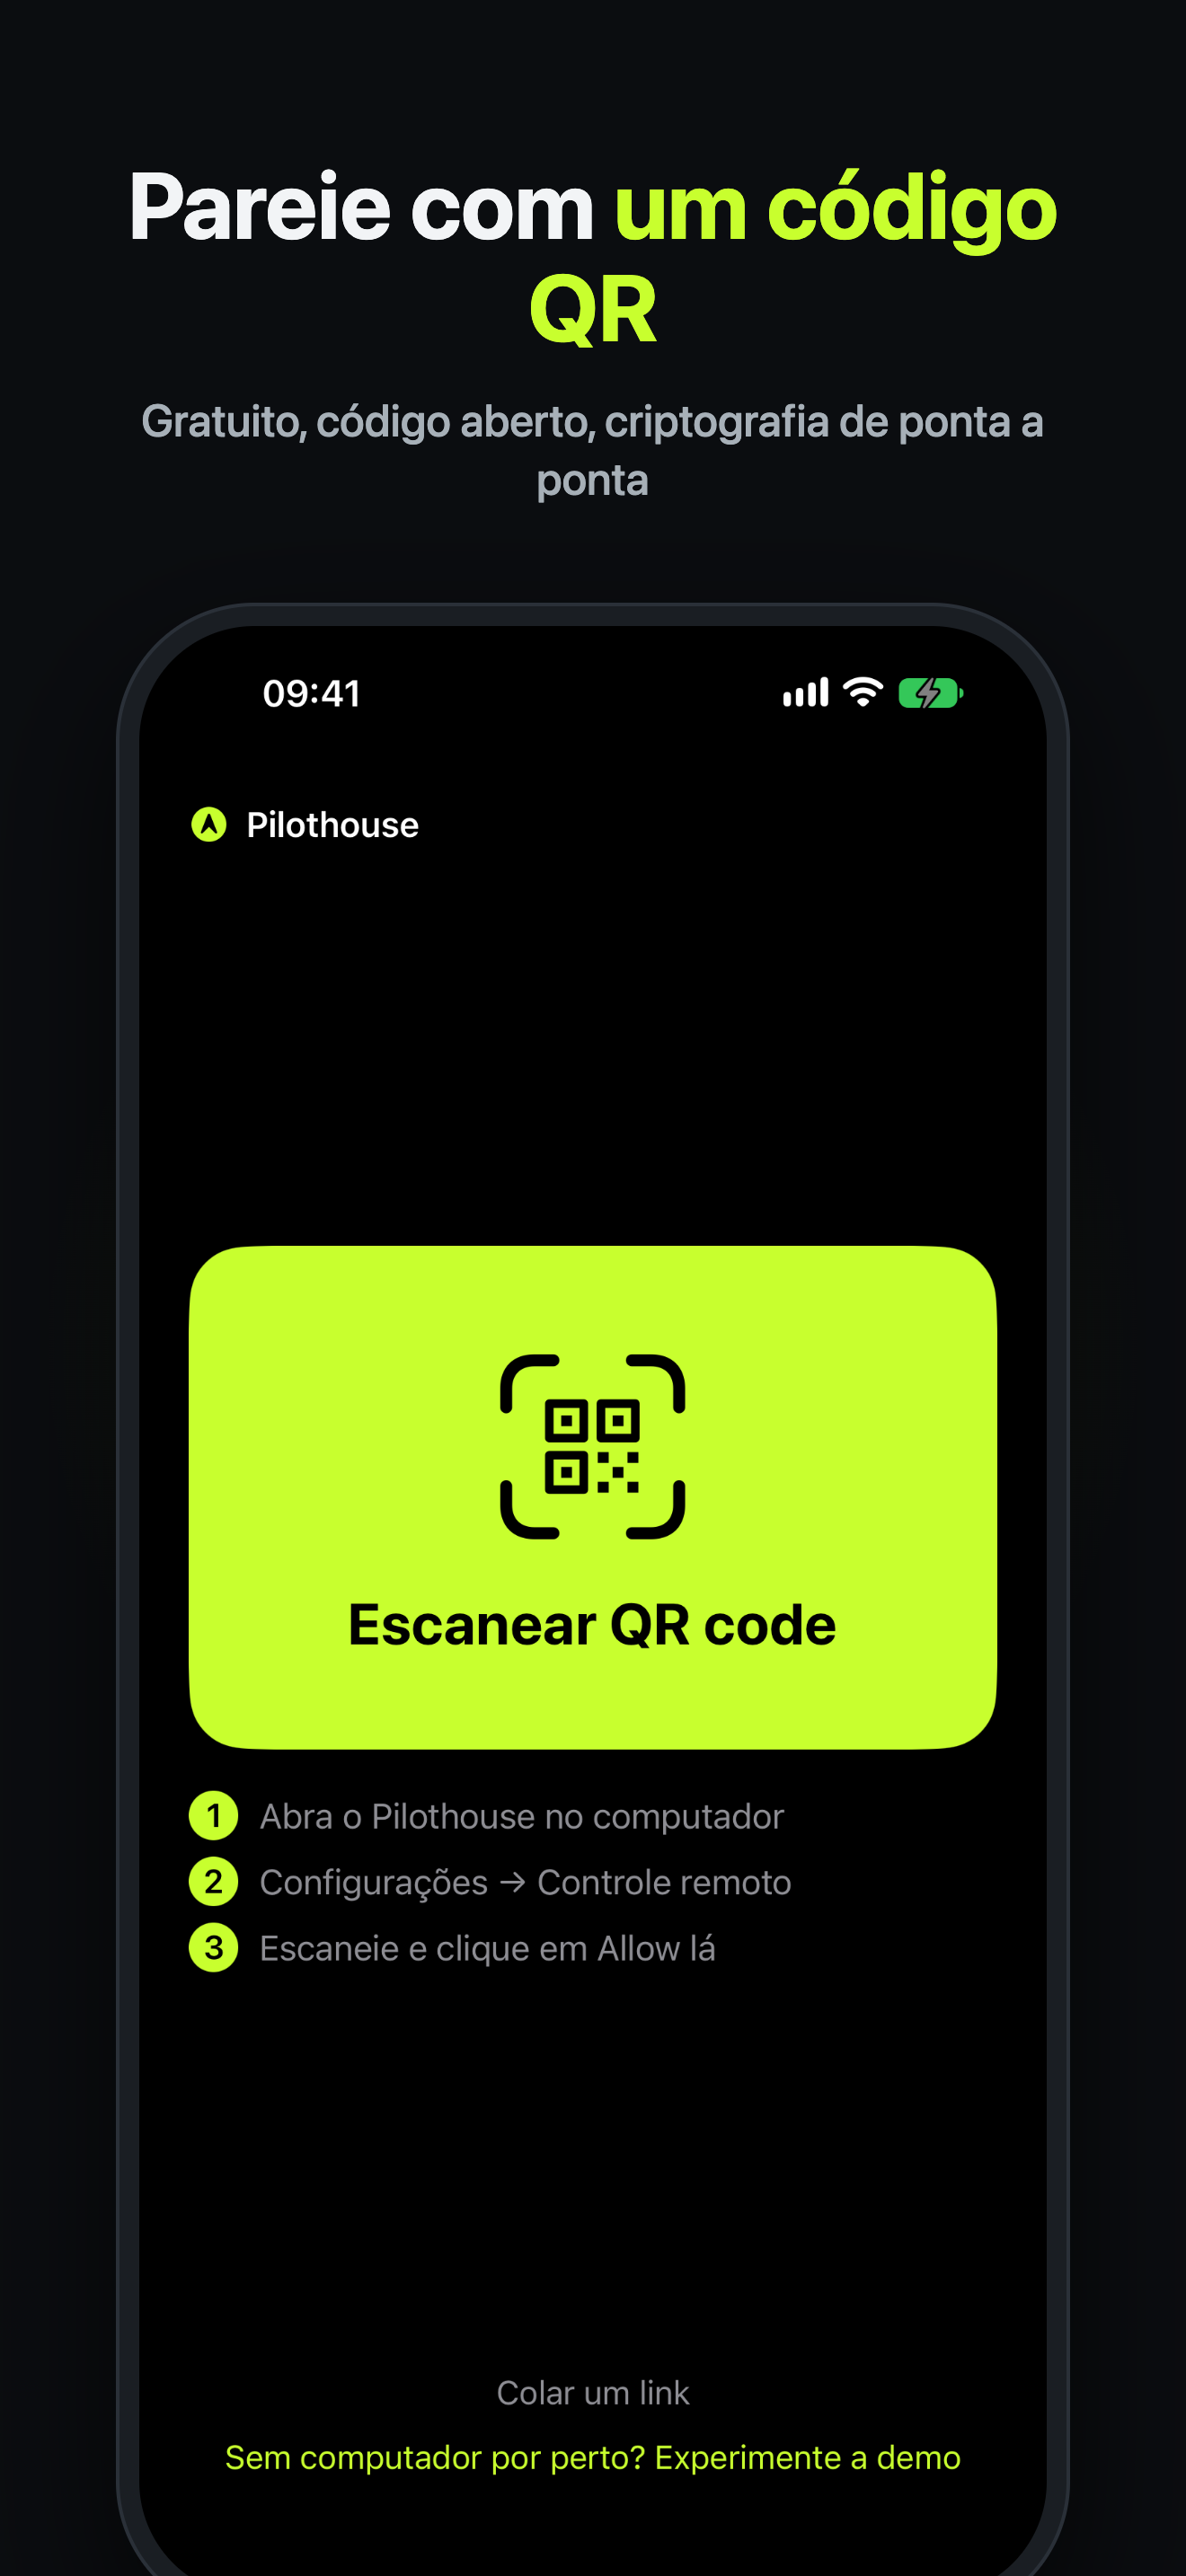 Pareie com um código
QR
Gratuito, código aberto, criptografia de ponta a
ponta
09:41
Pilothouse
Escanear QR code
1 Abra o Pilothouse no computador
2 Configurações → Controle remoto
3 Escaneie e clique em Allow lá
Colar um link
Sem computador por perto? Experimente a demo